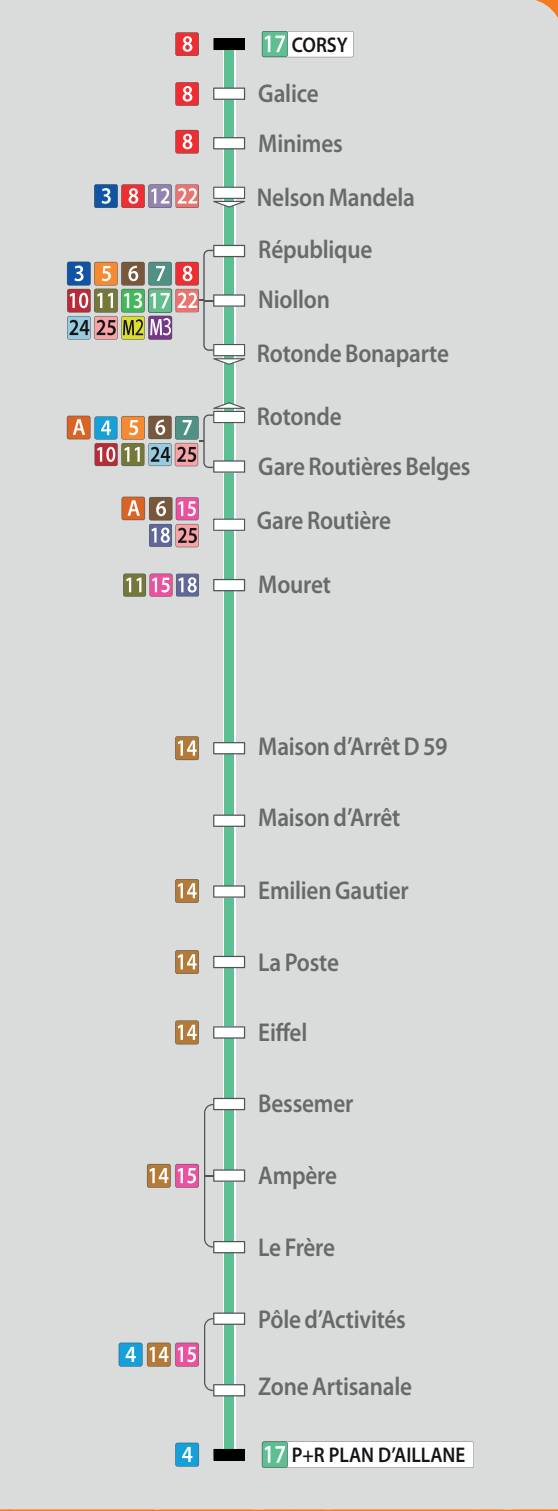 8 17 CORSY
8 Galice
8 Minimes
3 8 12 22 Nelson Mandela
République
3 5 6 7 8
10 11 13 17 22 Niollon
24 25 M2 M3
Rotonde Bonaparte
Rotonde
A 4 5 6 7
10 11 24 25
Gare Routières Belges
A 6 15
18 25
Gare Routière
11 15 18 Mouret
14 Maison d'Arrêt D 59
Maison d'Arrêt
14 Emilien Gautier
14 La Poste
14 Eiffel
Bessemer
14 15 Ampère
Le Frère
Pôle d'Activités
4 14 15
Zone Artisanale
4 17 P+R PLAN D'AILLANE